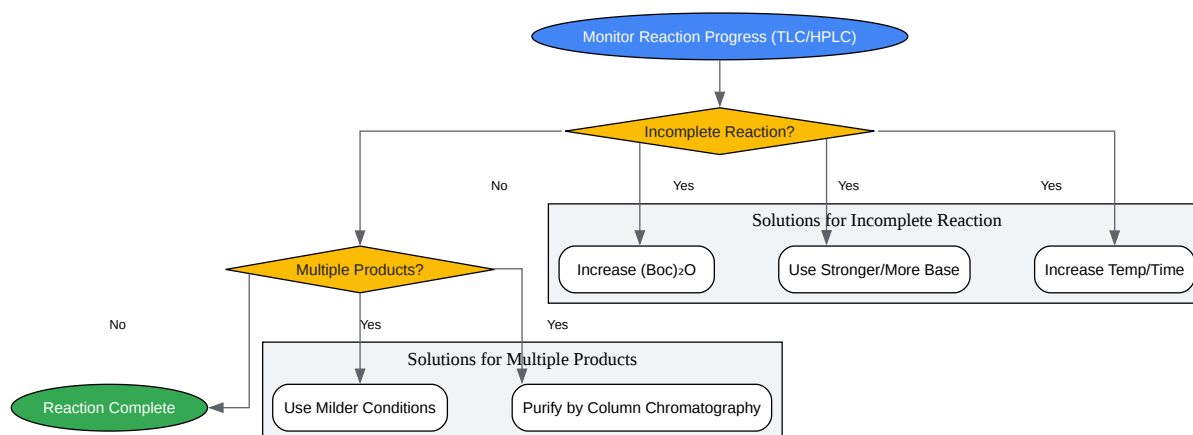 Monitor Reaction Progress (TLC/HPLC)
Incomplete Reaction?
No
Yes
Yes
Yes
Solutions for Incomplete Reaction
Increase (Boc)₂O
Use Stronger/More Base
Increase Temp/Time
Multiple Products?
No
Yes
Yes
Solutions for Multiple Products
Use Milder Conditions
Purify by Column Chromatography
Reaction Complete